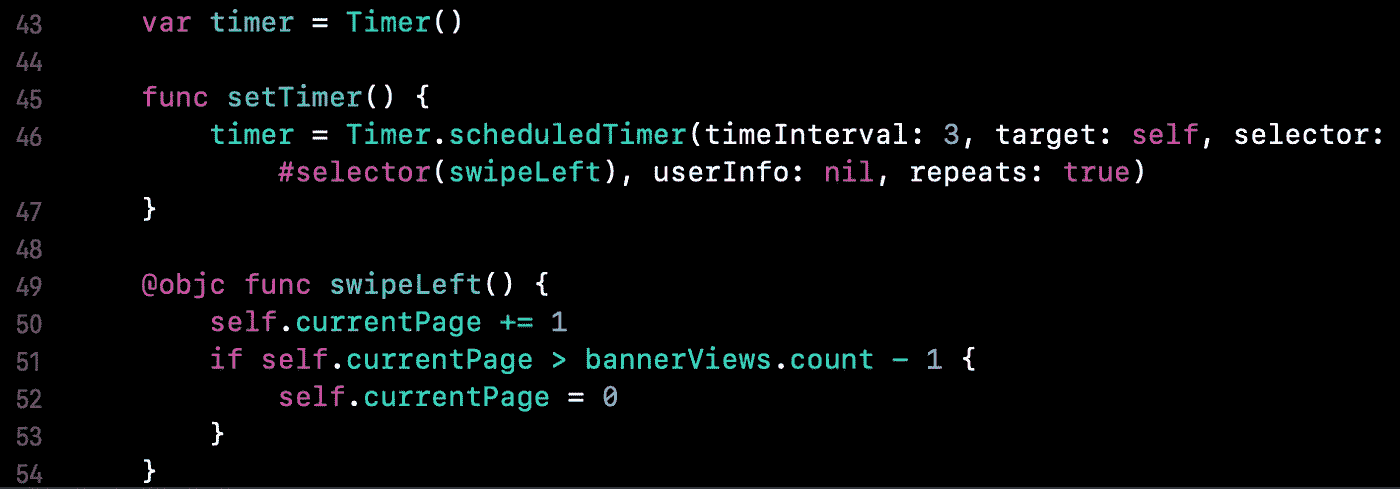 43 var timer = Timer()
44
45 func setTimer() {
46 timer = Timer.scheduledTimer(timeInterval: 3, target: self, selector:
#selector(swipeLeft), userInfo: nil, repeats: true)
47 }
48
49 @objc func swipeLeft() {
50 self.currentPage += 1
51 if self.currentPage > bannerViews.count - 1 {
52 self.currentPage = 0
53 }
54 }